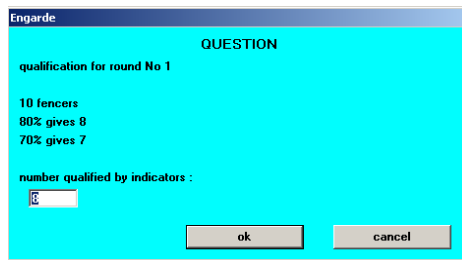 Engarde
QUESTION
qualification for round No 1
10 fencers
80% gives 8
70% gives 7
number qualified by indicators :
8
ok cancel